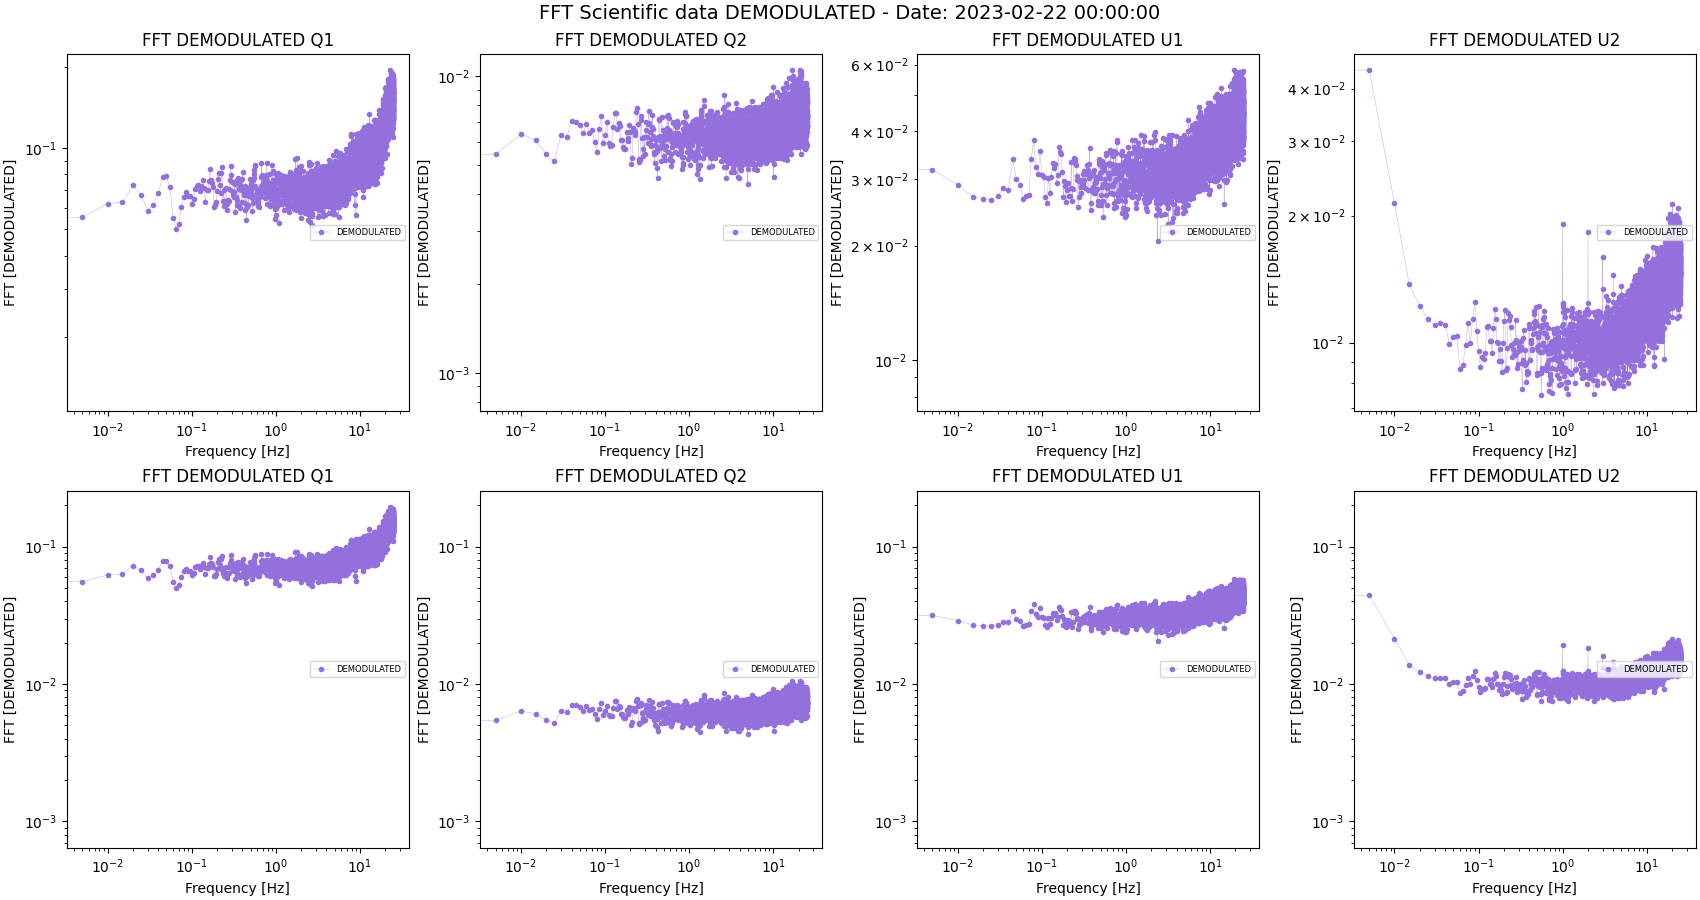 FFT Scientific data DEMODULATED - Date: 2023-02-22 00:00:00
FFT DEMODULATED Q1
FFT [DEMODULATED]
10⁻¹
DEMODULATED
10⁻² 10⁻¹ 10⁰ 10¹
Frequency [Hz]
FFT DEMODULATED Q2
FFT [DEMODULATED]
10⁻²
10⁻³
DEMODULATED
10⁻² 10⁻¹ 10⁰ 10¹
Frequency [Hz]
FFT DEMODULATED U1
FFT [DEMODULATED]
6 × 10⁻²
4 × 10⁻²
3 × 10⁻²
2 × 10⁻²
10⁻²
DEMODULATED
10⁻² 10⁻¹ 10⁰ 10¹
Frequency [Hz]
FFT DEMODULATED U2
FFT [DEMODULATED]
4 × 10⁻²
3 × 10⁻²
2 × 10⁻²
10⁻²
DEMODULATED
10⁻² 10⁻¹ 10⁰ 10¹
Frequency [Hz]
FFT DEMODULATED Q1
FFT [DEMODULATED]
10⁻¹
10⁻²
10⁻³
DEMODULATED
10⁻² 10⁻¹ 10⁰ 10¹
Frequency [Hz]
FFT DEMODULATED Q2
FFT [DEMODULATED]
10⁻¹
10⁻²
10⁻³
DEMODULATED
10⁻² 10⁻¹ 10⁰ 10¹
Frequency [Hz]
FFT DEMODULATED U1
FFT [DEMODULATED]
10⁻¹
10⁻²
10⁻³
DEMODULATED
10⁻² 10⁻¹ 10⁰ 10¹
Frequency [Hz]
FFT DEMODULATED U2
FFT [DEMODULATED]
10⁻¹
10⁻²
10⁻³
DEMODULATED
10⁻² 10⁻¹ 10⁰ 10¹
Frequency [Hz]